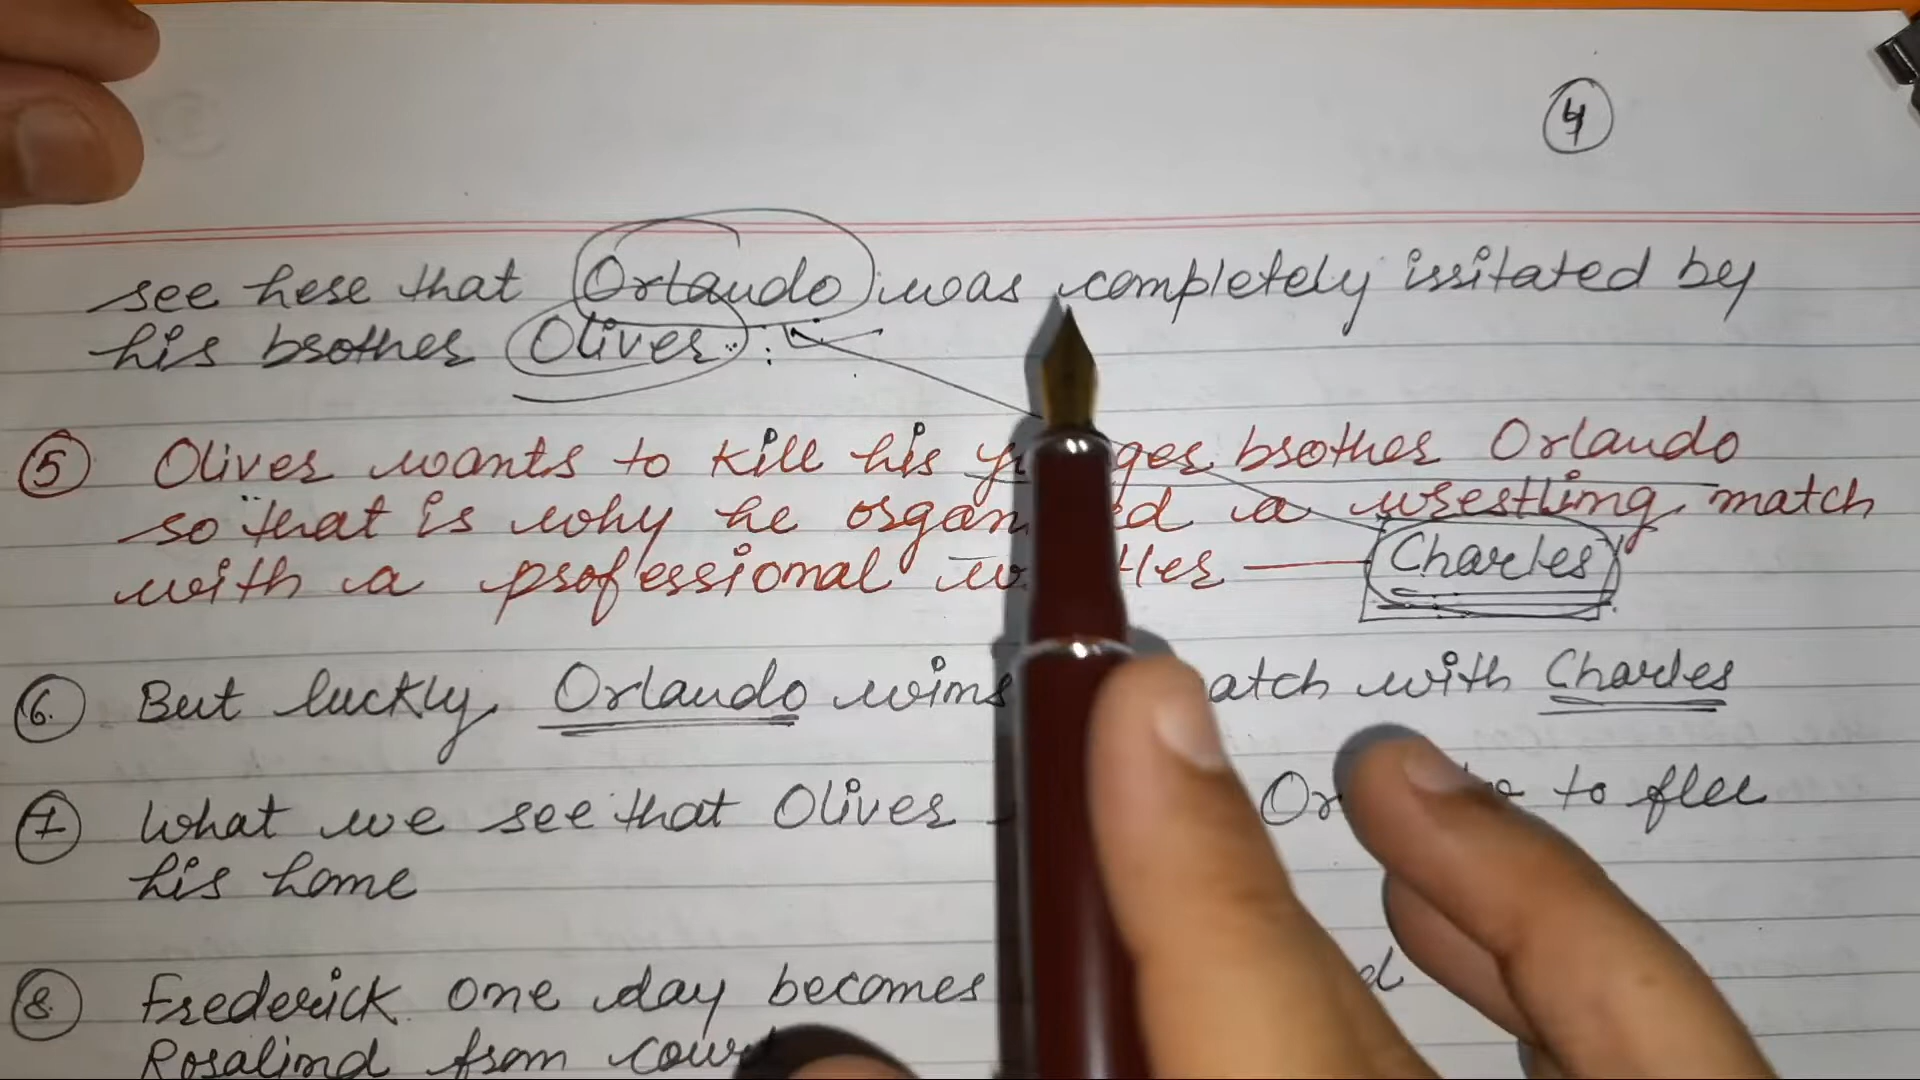 4
see here that Orlando was completely irritated by
his brother Oliver :
5 Oliver wants to kill his brother Orlando
so that is why he a wrestling match
with a professional — Charles
6. But luckly Orlando wins with Charles
7 What we see that Oliver to flee
his home
8. Frederick one day becomes
Rosalind from